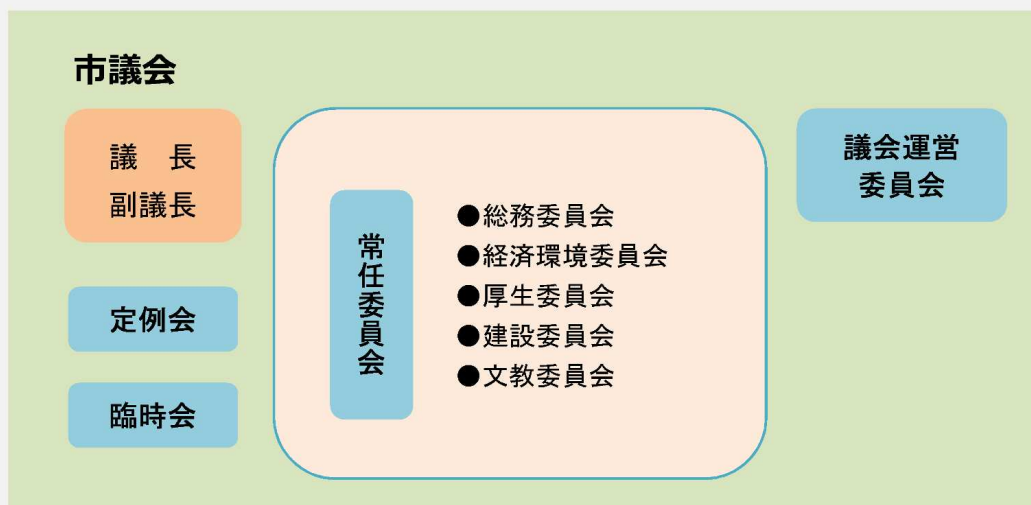 市議会
議　長
副議長
定例会
臨時会
常任委員会
●総務委員会
●経済環境委員会
●厚生委員会
●建設委員会
●文教委員会
議会運営
委員会